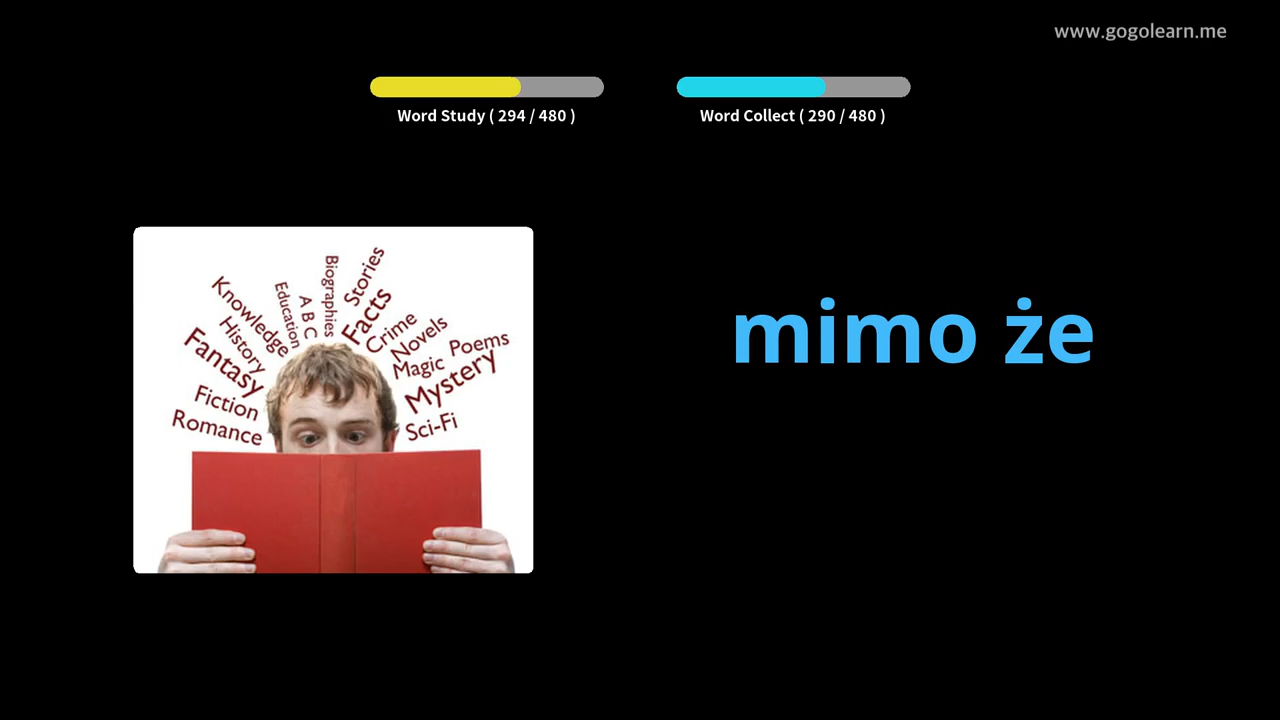 www.gogolearn.me
Word Study ( 294 / 480 )
Word Collect ( 290 / 480 )
mimo że
Biographies
Stories
Education
A B C
Facts
Knowledge
Crime
History
Novels
Fantasy
Magic
Poems
Mystery
Fiction
Romance
Sci-Fi